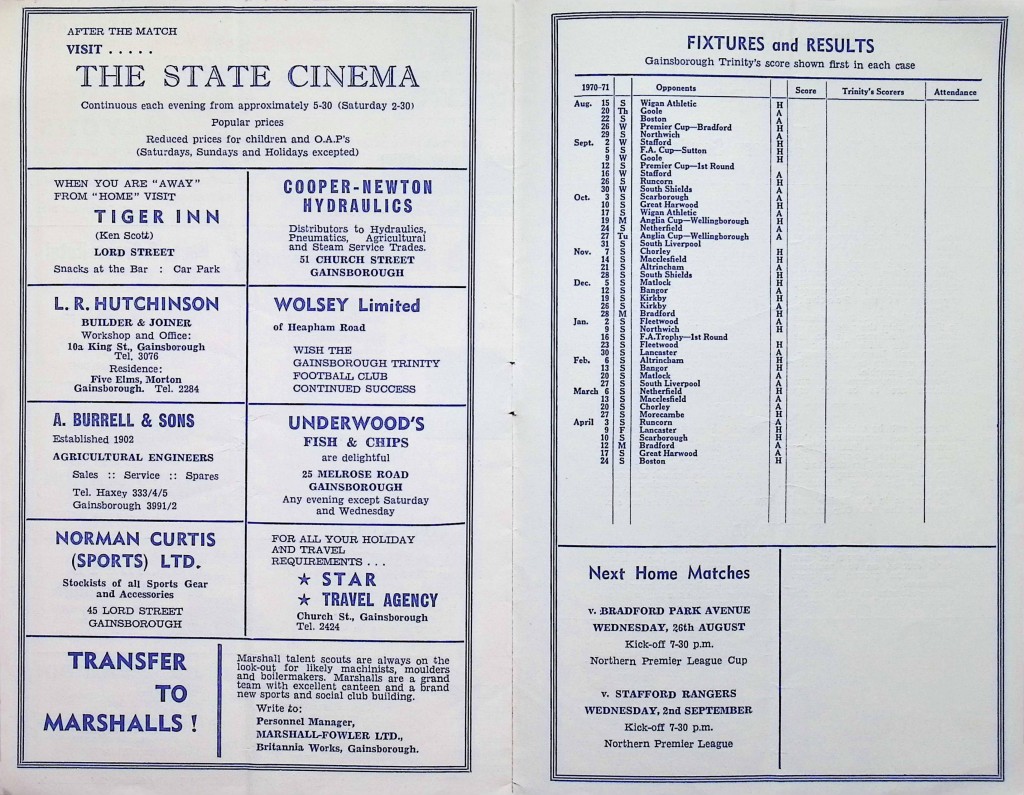 AFTER THE MATCH
VISIT . . . . .
THE STATE CINEMA
Continuous each evening from approximately 5-30 (Saturday 2-30)
Popular prices
Reduced prices for children and O.A.P's
(Saturdays, Sundays and Holidays excepted)
WHEN YOU ARE "AWAY"
FROM "HOME" VISIT
TIGER INN
(Ken Scott)
LORD STREET
Snacks at the Bar : Car Park
COOPER-NEWTON
HYDRAULICS
Distributors to Hydraulics,
Pneumatics, Agricultural
and Steam Service Trades.
51 CHURCH STREET
GAINSBOROUGH
L. R. HUTCHINSON
BUILDER & JOINER
Workshop and Office:
10a King St., Gainsborough
Tel. 3076
Residence:
Five Elms, Morton
Gainsborough. Tel. 2284
WOLSEY Limited
of Heapham Road
WISH THE
GAINSBOROUGH TRINITY
FOOTBALL CLUB
CONTINUED SUCCESS
A. BURRELL & SONS
Established 1902
AGRICULTURAL ENGINEERS
Sales :: Service :: Spares
Tel. Haxey 333/4/5
Gainsborough 3991/2
UNDERWOOD'S
FISH & CHIPS
are delightful
25 MELROSE ROAD
GAINSBOROUGH
Any evening except Saturday
and Wednesday
NORMAN CURTIS
(SPORTS) LTD.
Stockists of all Sports Gear
and Accessories
45 LORD STREET
GAINSBOROUGH
FOR ALL YOUR HOLIDAY
AND TRAVEL
REQUIREMENTS . . .
★ STAR
★ TRAVEL AGENCY
Church St., Gainsborough
Tel. 2424
TRANSFER
TO
MARSHALLS !
Marshall talent scouts are always on the
look-out for likely machinists, moulders
and boilermakers. Marshalls are a grand
team with excellent canteen and a brand
new sports and social club building.
Write to:
Personnel Manager,
MARSHALL-FOWLER LTD.,
Britannia Works, Gainsborough.
FIXTURES and RESULTS
Gainsborough Trinity's score shown first in each case
1970-71 Opponents Score Trinity's Scorers Attendance
Aug. 15 S Wigan Athletic H
20 Th Goole A
22 S Boston A
26 W Premier Cup—Bradford H
29 S Northwich A
Sept. 2 W Stafford H
5 S F.A. Cup—Sutton H
9 W Goole H
12 S Premier Cup—1st Round
16 W Stafford A
26 S Runcorn H
30 W South Shields A
Oct. 3 S Scarborough A
10 S Great Harwood H
17 S Wigan Athletic A
19 M Anglia Cup—Wellingborough H
24 S Netherfield A
27 Tu Anglia Cup—Wellingborough A
31 S South Liverpool
Nov. 7 S Chorley H
14 S Macclesfield H
21 S Altrincham A
28 S South Shields H
Dec. 5 S Matlock H
12 S Bangor A
19 S Kirkby H
26 S Kirkby A
28 M Bradford H
Jan. 2 S Fleetwood A
9 S Northwich H
16 S F.A.Trophy—1st Round
23 S Fleetwood H
30 S Lancaster A
Feb. 6 S Altrincham H
13 S Bangor H
20 S Matlock A
27 S South Liverpool A
March 6 S Netherfield H
13 S Macclesfield A
20 S Chorley A
27 S Morecambe H
April 3 S Runcorn A
9 F Lancaster H
10 S Scarborough H
12 M Bradford A
17 S Great Harwood A
24 S Boston H
Next Home Matches
v. BRADFORD PARK AVENUE
WEDNESDAY, 26th AUGUST
Kick-off 7-30 p.m.
Northern Premier League Cup
v. STAFFORD RANGERS
WEDNESDAY, 2nd SEPTEMBER
Kick-off 7-30 p.m.
Northern Premier League